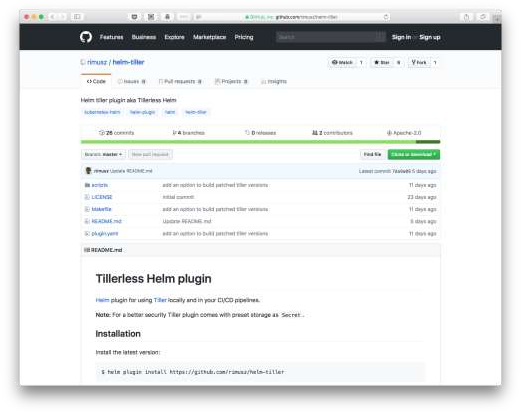 GitHub, Inc. github.com/rimusz/helm-tiller
Features Business Explore Marketplace Pricing Search Sign in or Sign up
rimusz / helm-tiller Watch 1 Star 6 Fork 1
Code Issues 0 Pull requests 0 Projects 0 Insights
Helm tiller plugin aka Tillerless Helm
kubernetes-helm helm-plugin helm helm-tiller
26 commits 4 branches 0 releases 2 contributors Apache-2.0
Branch: master New pull request Find file Clone or download
rimusz Update README.md Latest commit 5 days ago
scripts add an option to build patched tiller versions 11 days ago
LICENSE Initial commit 23 days ago
Makefile add an option to build patched tiller versions 11 days ago
README.md Update README.md 5 days ago
plugin.yaml add an option to build patched tiller versions 11 days ago
README.md
Tillerless Helm plugin
Helm plugin for using Tiller locally and in your CI/CD pipelines.
Note: For a better security Tiller plugin comes with preset storage as Secret .
Installation
Install the latest version:
$ helm plugin install https://github.com/rimusz/helm-tiller